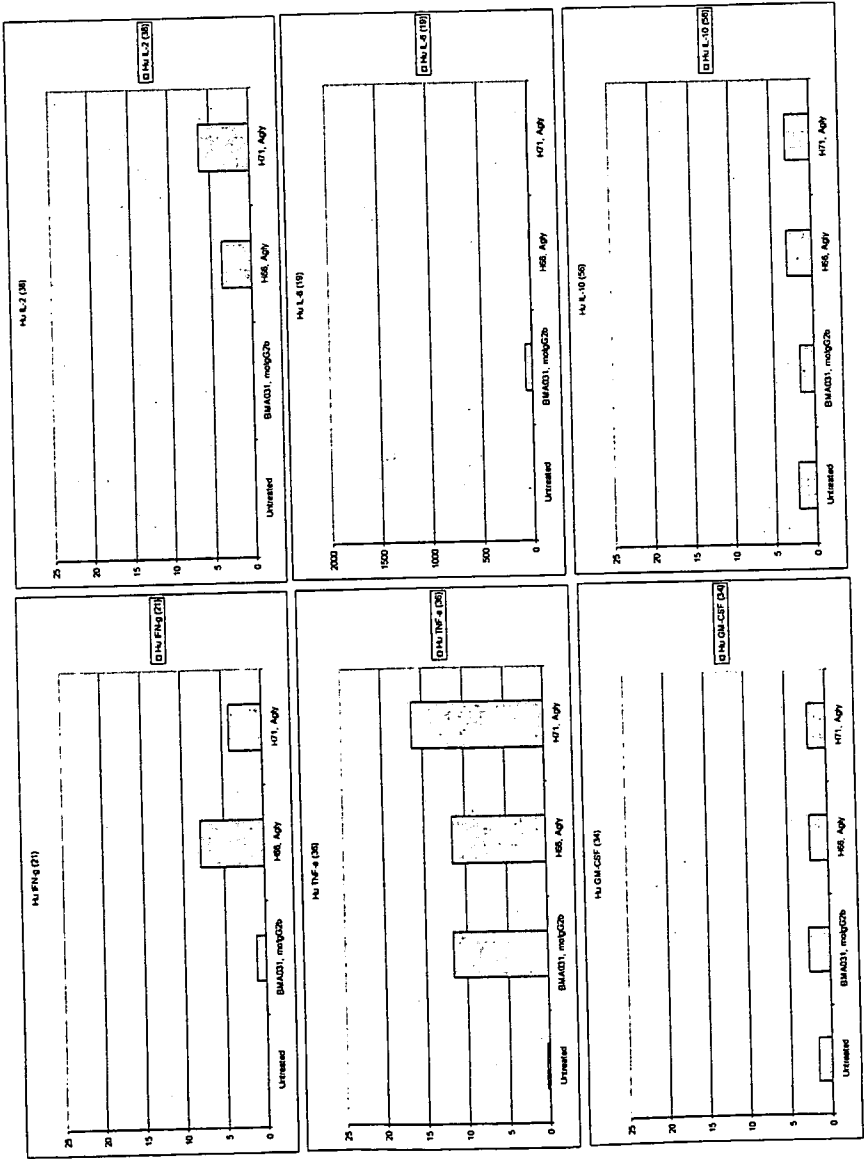 Hu IFN-g (21)
25
20
15
10
5
0
Untreated
BMA031, moIgG2b
H66, Agly
H71, Agly
Hu IFN-g (21)
Hu IL-2 (38)
25
20
15
10
5
0
Untreated
BMA031, moIgG2b
H66, Agly
H71, Agly
Hu IL-2 (38)
Hu TNF-a (36)
25
20
15
10
5
0
Untreated
BMA031, moIgG2b
H66, Agly
H71, Agly
Hu TNF-a (36)
Hu IL-6 (19)
2000
1500
1000
500
0
Untreated
BMA031, moIgG2b
H66, Agly
H71, Agly
Hu IL-6 (19)
Hu GM-CSF (34)
25
20
15
10
5
0
Untreated
BMA031, moIgG2b
H66, Agly
H71, Agly
Hu GM-CSF (34)
Hu IL-10 (56)
25
20
15
10
5
0
Untreated
BMA031, moIgG2b
H66, Agly
H71, Agly
Hu IL-10 (56)